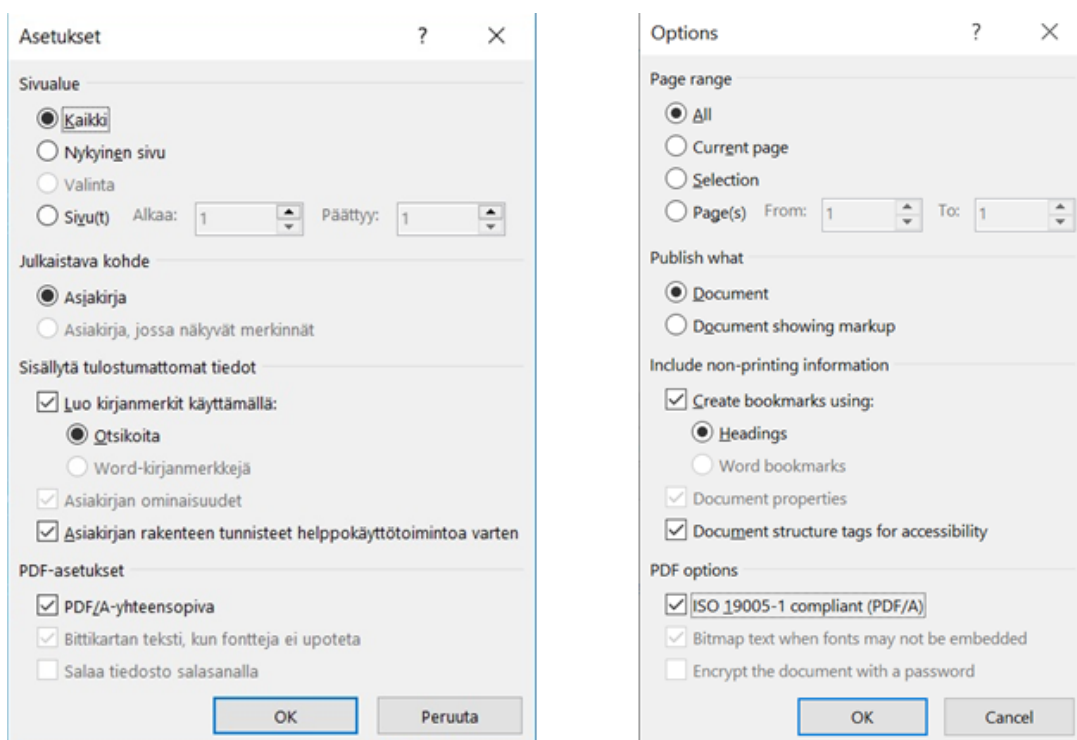 Asetukset ?
Sivualue
Kaikki
Nykyinen sivu
Valinta
Sivu(t) Alkaa: 1 Päättyy: 1
Julkaistava kohde
Asiakirja
Asiakirja, jossa näkyvät merkinnät
Sisällytä tulostumattomat tiedot
Luo kirjanmerkit käyttämällä:
Otsikoita
Word-kirjanmerkkejä
Asiakirjan ominaisuudet
Asiakirjan rakenteen tunnisteet helppokäyttötoimintoa varten
PDF-asetukset
PDF/A-yhteensopiva
Bittikartan teksti, kun fontteja ei upoteta
Salaa tiedosto salasanalla
OK Peruuta
Options ?
Page range
All
Current page
Selection
Page(s) From: 1 To: 1
Publish what
Document
Document showing markup
Include non-printing information
Create bookmarks using:
Headings
Word bookmarks
Document properties
Document structure tags for accessibility
PDF options
ISO 19005-1 compliant (PDF/A)
Bitmap text when fonts may not be embedded
Encrypt the document with a password
OK Cancel